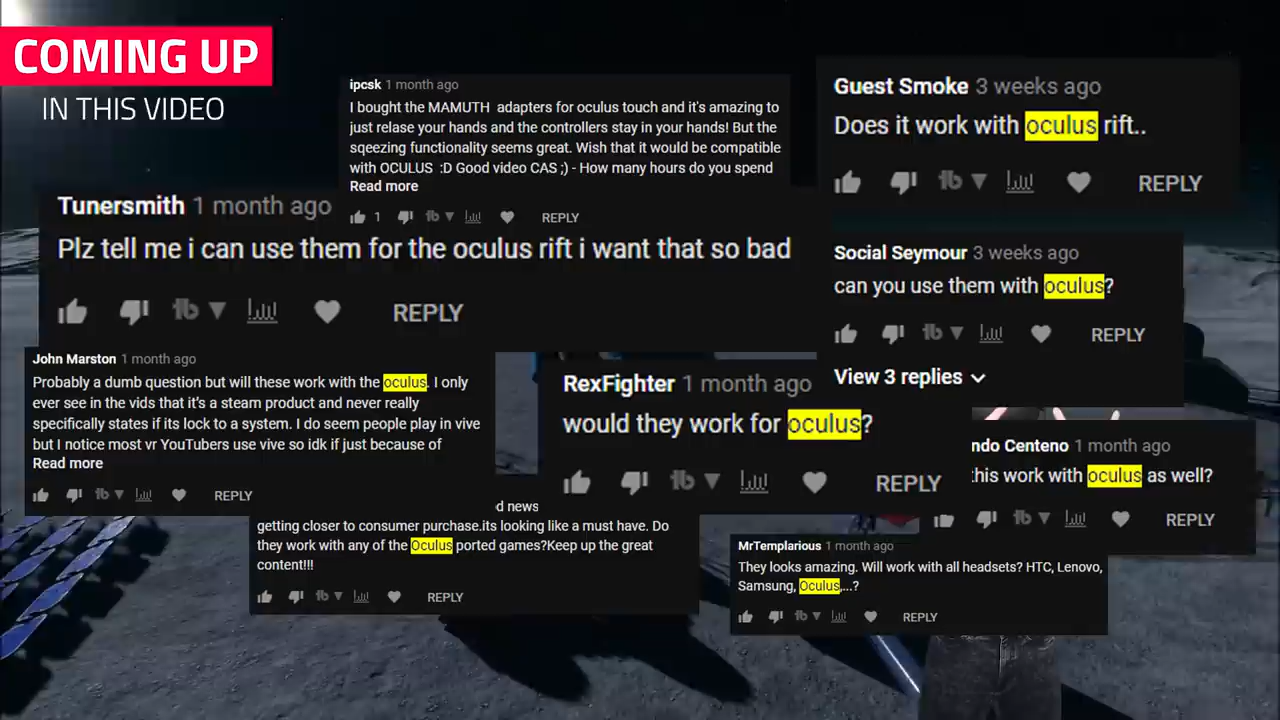 COMING UP
IN THIS VIDEO
ipcsk 1 month ago
I bought the MAMUTH adapters for oculus touch and it's amazing to
just relase your hands and the controllers stay in your hands! But the
sqeezing functionality seems great. Wish that it would be compatible
with OCULUS :D Good video CAS ;) - How many hours do you spend
Read more
1 tb REPLY
Guest Smoke 3 weeks ago
Does it work with oculus rift..
tb REPLY
Tunersmith 1 month ago
Plz tell me i can use them for the oculus rift i want that so bad
tb REPLY
Social Seymour 3 weeks ago
can you use them with oculus?
tb REPLY
View 3 replies
John Marston 1 month ago
Probably a dumb question but will these work with the oculus. I only
ever see in the vids that it's a steam product and never really
specifically states if its lock to a system. I do seem people play in vive
but I notice most vr YouTubers use vive so idk if just because of
Read more
tb REPLY
RexFighter 1 month ago
would they work for oculus?
tb REPLY
ndo Centeno 1 month ago
this work with oculus as well?
tb REPLY
d news
getting closer to consumer purchase.its looking like a must have. Do
they work with any of the Oculus ported games?Keep up the great
content!!!
tb REPLY
MrTemplarious 1 month ago
They looks amazing. Will work with all headsets? HTC, Lenovo,
Samsung, Oculus,...?
tb REPLY